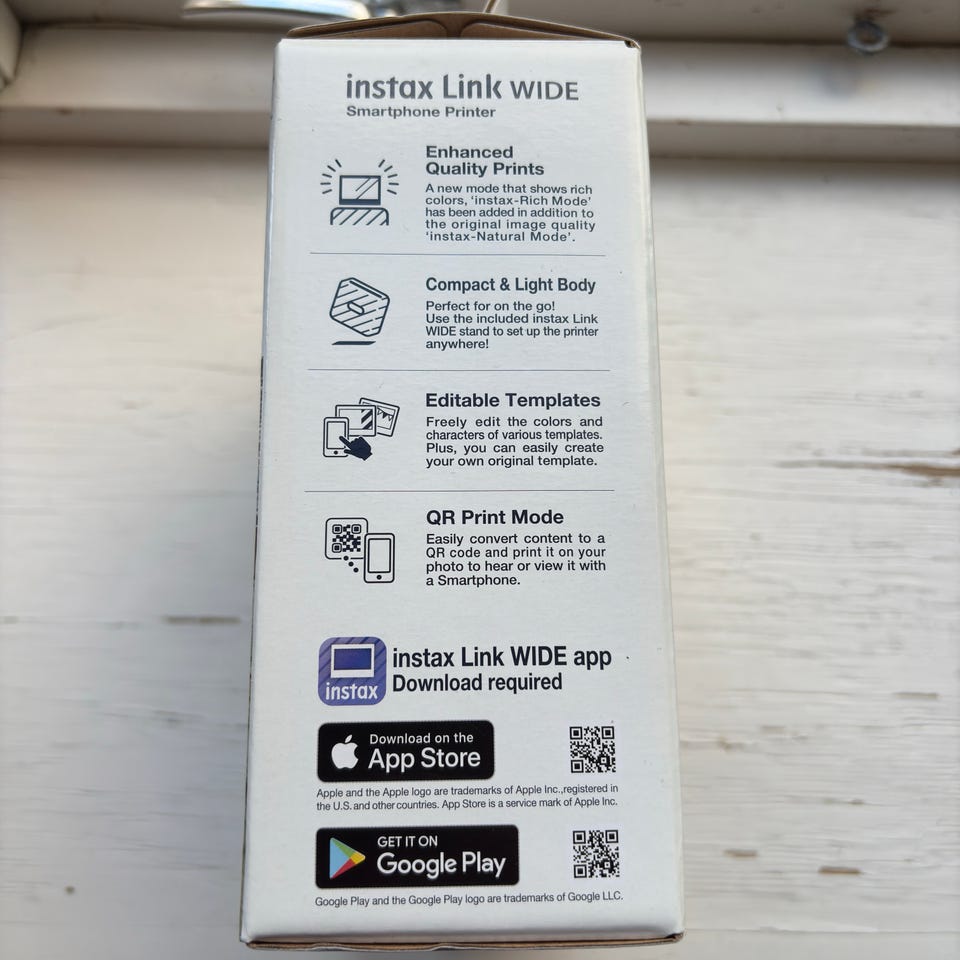 instax Link WIDE
Smartphone Printer
Enhanced
Quality Prints
A new mode that shows rich
colors, ‘instax-Rich Mode’
has been added in addition to
the original image quality
‘instax-Natural Mode’.
Compact & Light Body
Perfect for on the go!
Use the included instax Link
WIDE stand to set up the printer
anywhere!
Editable Templates
Freely edit the colors and
characters of various templates.
Plus, you can easily create
your own original template.
QR Print Mode
Easily convert content to a
QR code and print it on your
photo to hear or view it with
a Smartphone.
instax
instax Link WIDE app
Download required
Download on the
App Store
Apple and the Apple logo are trademarks of Apple Inc.,registered in
the U.S. and other countries. App Store is a service mark of Apple Inc.
GET IT ON
Google Play
Google Play and the Google Play logo are trademarks of Google LLC.